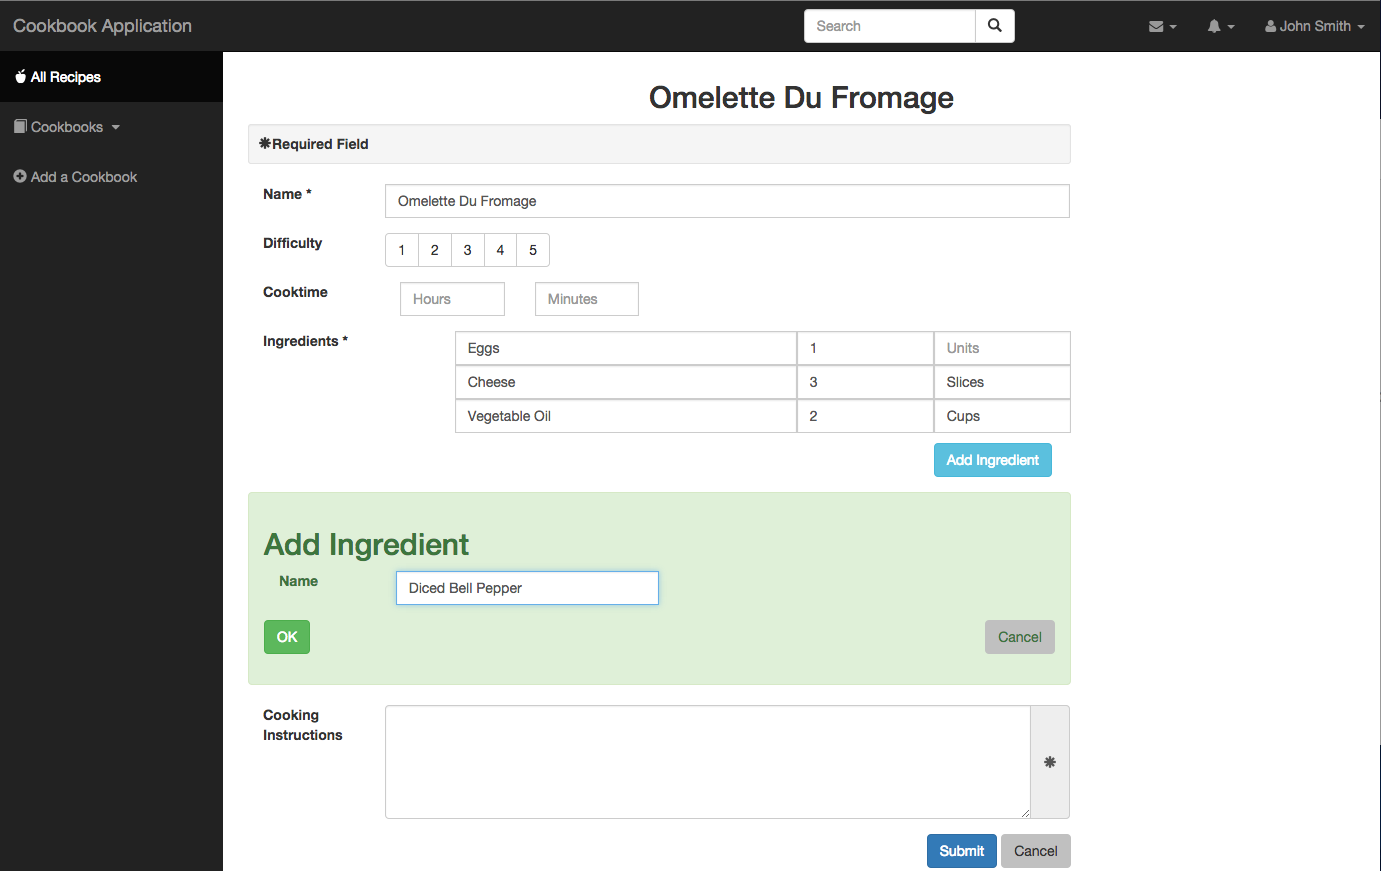 Cookbook Application
Search
John Smith
All Recipes
Cookbooks
Add a Cookbook
Omelette Du Fromage
✱Required Field
Name *
Omelette Du Fromage
Difficulty
1 2 3 4 5
Cooktime
Hours
Minutes
Ingredients *
Eggs 1 Units
Cheese 3 Slices
Vegetable Oil 2 Cups
Add Ingredient
Add Ingredient
Name
Diced Bell Pepper
OK
Cancel
Cooking
Instructions
✱
Submit
Cancel